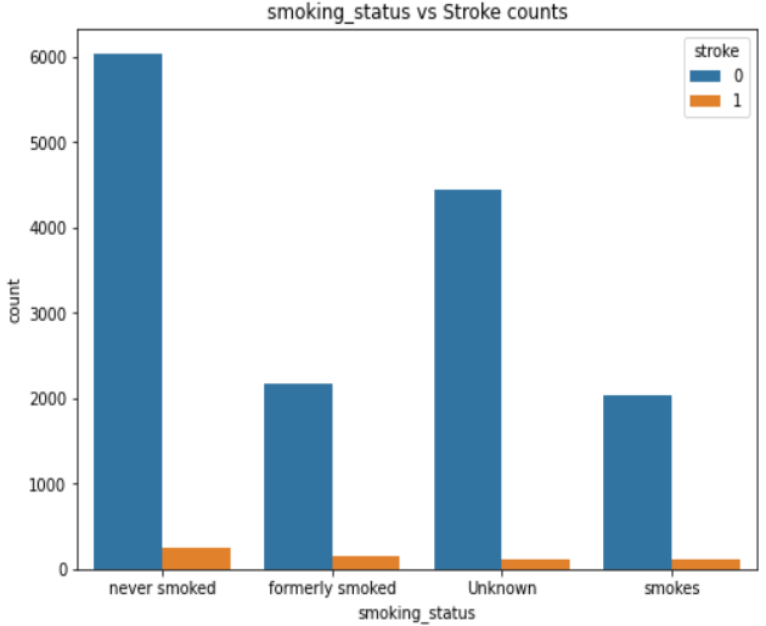 smoking_status vs Stroke counts
stroke
0
1
6000
5000
4000
3000
2000
1000
0
count
never smoked
formerly smoked
Unknown
smokes
smoking_status